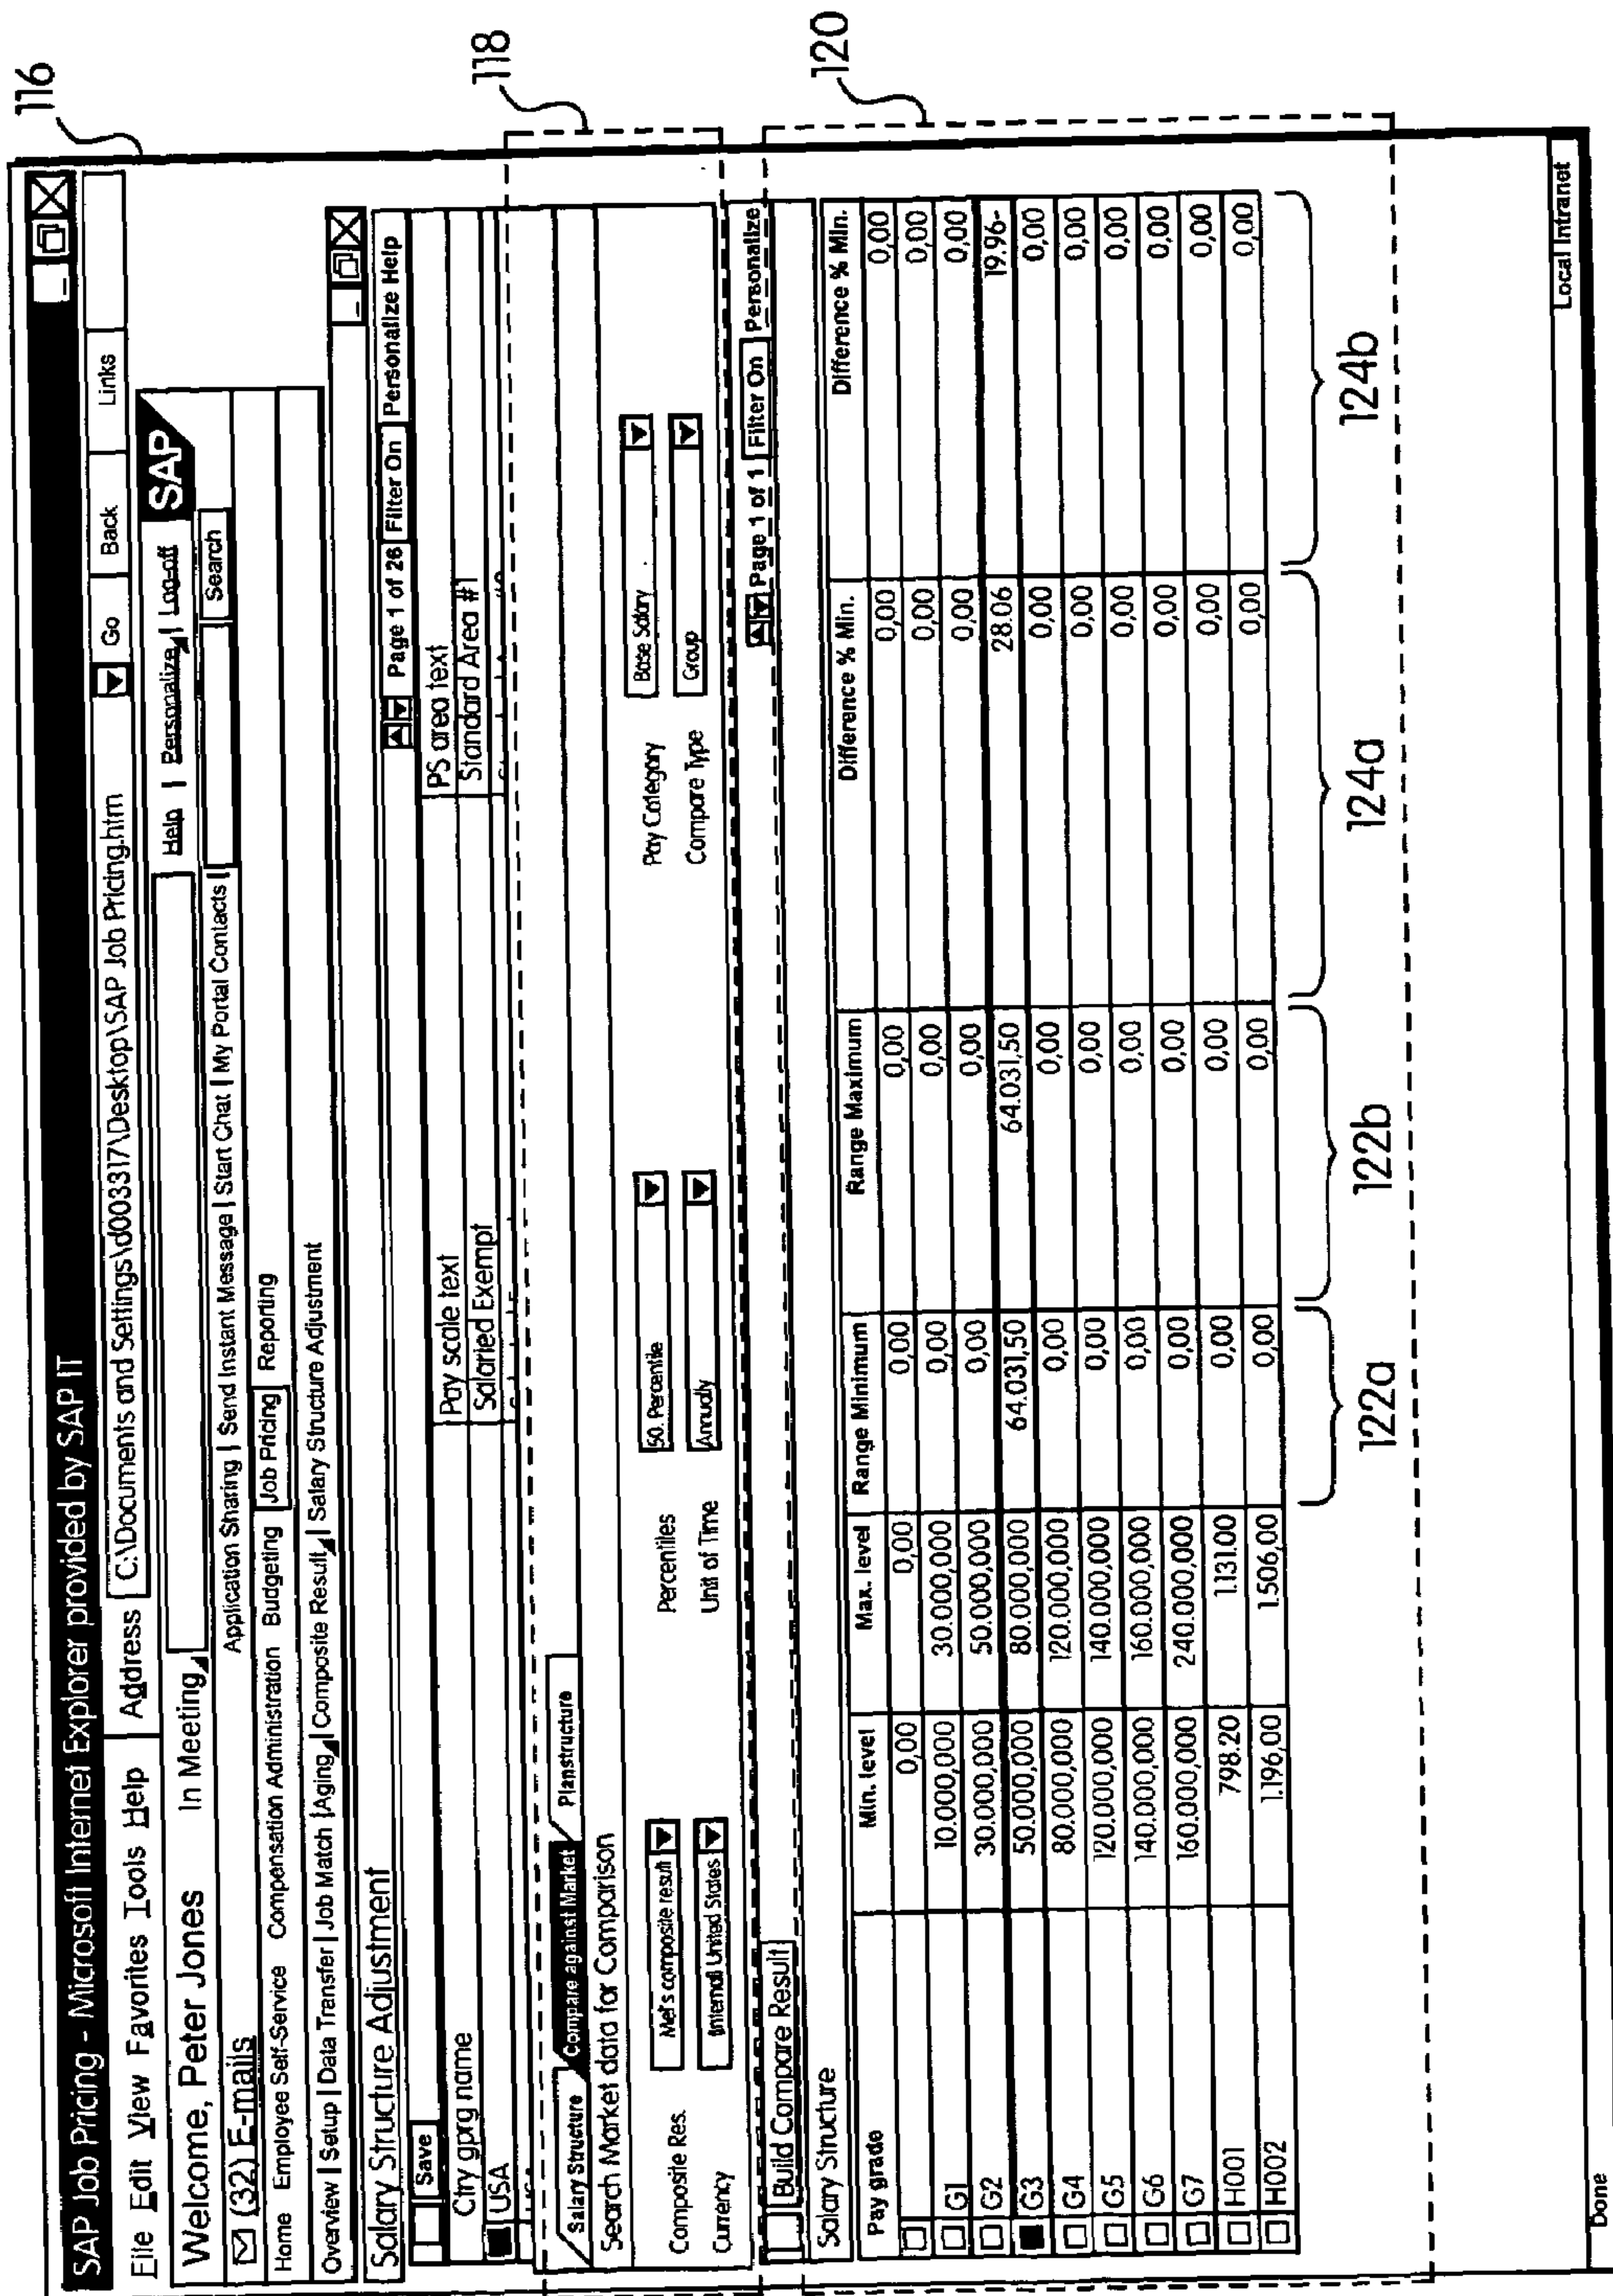 116
SAP Job Pricing - Microsoft Internet Explorer provided by SAP IT
File Edit View Favorites Tools Help Address C:\Documents and Settings\d003317\Desktop\SAP Job Pricing.htm Go Back Links
Welcome, Peter Jones In Meeting Help | Personalize | Log-off SAP
(32) E-mails Application Sharing | Send Instant Message | Start Chat | My Portal Contacts | Search
Home Employee Self-Service Compensation Administration Budgeting Job Pricing Reporting
Overview | Setup | Data Transfer | Job Match | Aging | Composite Result | Salary Structure Adjustment
Salary Structure Adjustment
Save Page 1 of 26 Filter On Personalize Help
Ctry gprg name Pay scale text PS area text
USA Salaried Exempt Standard Area #1
118
Salary Structure Compare against Market Planstructure
Search Market data for Comparison
Composite Res. Mel's composite result Percentiles 50. Percentile Pay Category Base Salary
Currency (Internal) United States Unit of Time Annually Compare Type Group
120
Build Compare Result Page 1 of 1 Filter On Personalize
Salary Structure
Pay grade Min. level Max. level Range Minimum Range Maximum Difference % Min. Difference % Min.
0,00 0,00 0,00 0,00 0,00 0,00
G1 10.000,000 30.000,000 0,00 0,00 0,00 0,00
G2 30.000,000 50.000,000 0,00 0,00 0,00 0,00
G3 50.000,000 80.000,000 64.031,50 64.031,50 28.06 19.96-
G4 80.000,000 120.000,000 0,00 0,00 0,00 0,00
G5 120.000,000 140.000,000 0,00 0,00 0,00 0,00
G6 140.000,000 160.000,000 0,00 0,00 0,00 0,00
G7 160.000,000 240.000,000 0,00 0,00 0,00 0,00
H001 798.20 1.131.00 0,00 0,00 0,00 0,00
H002 1.196,00 1.506,00 0,00 0,00 0,00 0,00
122a 122b 124a 124b
Done Local Intranet